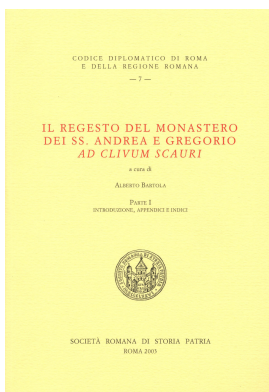 CODICE DIPLOMATICO DI ROMA
E DELLA REGIONE ROMANA
— 7 —
IL REGESTO DEL MONASTERO
DEI SS. ANDREA E GREGORIO
AD CLIVUM SCAURI
a cura di
ALBERTO BARTOLA
PARTE I
INTRODUZIONE, APPENDICI E INDICI
SOCIETÀ ROMANA DI STORIA PATRIA
ROMA 2003